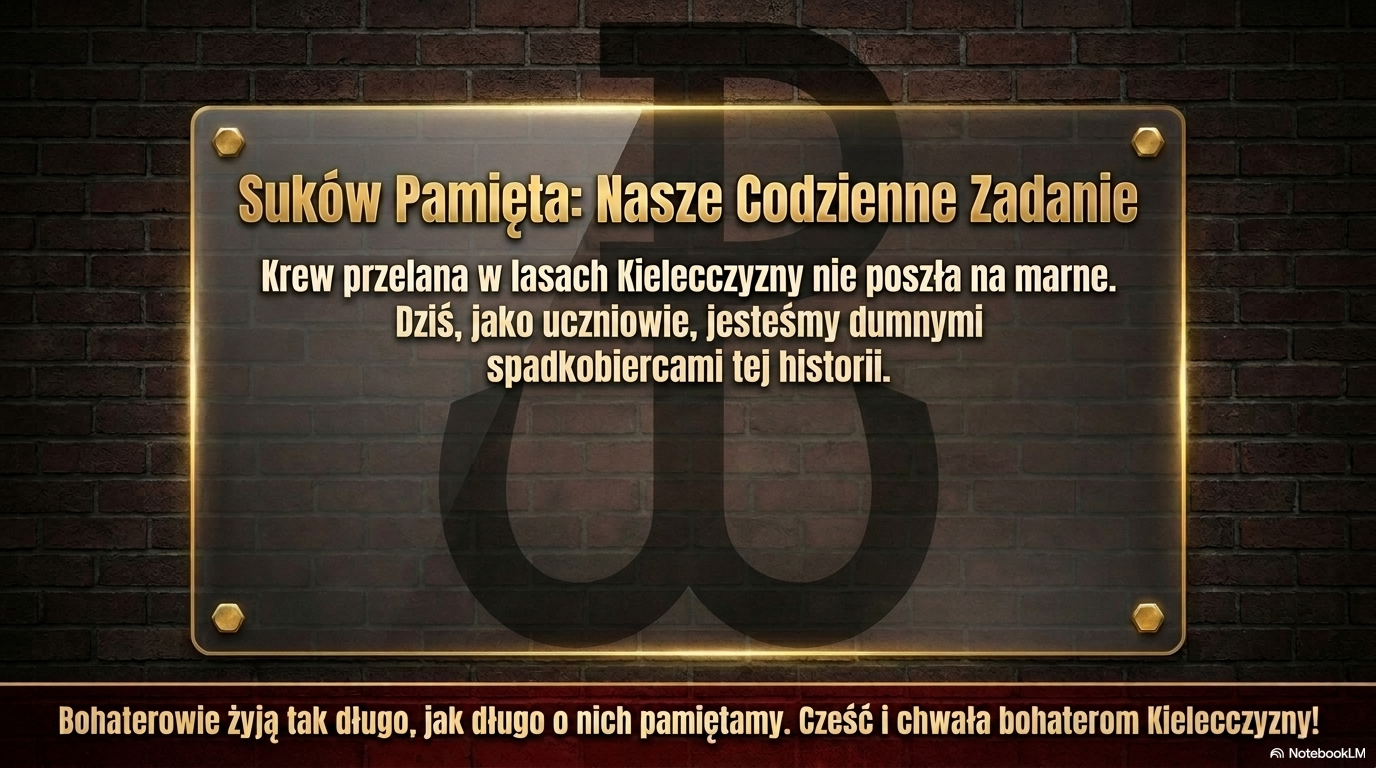 Suków Pamięta: Nasze Codzienne Zadanie
Krew przelana w lasach Kielecczyzny nie poszła na marne.
Dziś, jako uczniowie, jesteśmy dumnymi
spadkobiercami tej historii.
Bohaterowie żyją tak długo, jak długo o nich pamiętamy. Cześć i chwała bohaterom Kielecczyzny!
NotebookLM